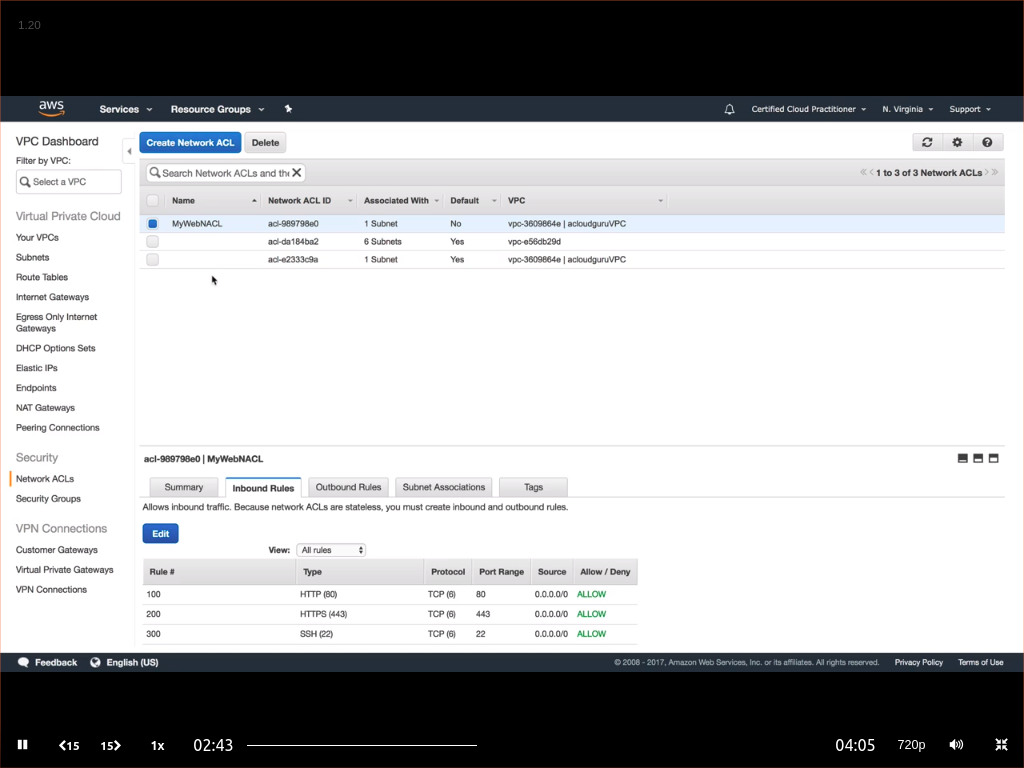 1.20
aws Services Resource Groups Certified Cloud Practitioner N. Virginia Support
VPC Dashboard
Filter by VPC:
Select a VPC
Virtual Private Cloud
Your VPCs
Subnets
Route Tables
Internet Gateways
Egress Only Internet
Gateways
DHCP Options Sets
Elastic IPs
Endpoints
NAT Gateways
Peering Connections
Security
Network ACLs
Security Groups
VPN Connections
Customer Gateways
Virtual Private Gateways
VPN Connections
Create Network ACL Delete
Search Network ACLs and the 1 to 3 of 3 Network ACLs
Name Network ACL ID Associated With Default VPC
MyWebNACL acl-989798e0 1 Subnet No vpc-3609864e | acloudguruVPC
acl-da184ba2 6 Subnets Yes vpc-e56db29d
acl-e2333c9a 1 Subnet Yes vpc-3609864e | acloudguruVPC
acl-989798e0 | MyWebNACL
Summary Inbound Rules Outbound Rules Subnet Associations Tags
Allows inbound traffic. Because network ACLs are stateless, you must create inbound and outbound rules.
Edit
View: All rules
Rule # Type Protocol Port Range Source Allow / Deny
100 HTTP (80) TCP (6) 80 0.0.0.0/0 ALLOW
200 HTTPS (443) TCP (6) 443 0.0.0.0/0 ALLOW
300 SSH (22) TCP (6) 22 0.0.0.0/0 ALLOW
Feedback English (US) © 2008 - 2017, Amazon Web Services, Inc. or its affiliates. All rights reserved. Privacy Policy Terms of Use
15 15 1x 02:43 04:05 720p